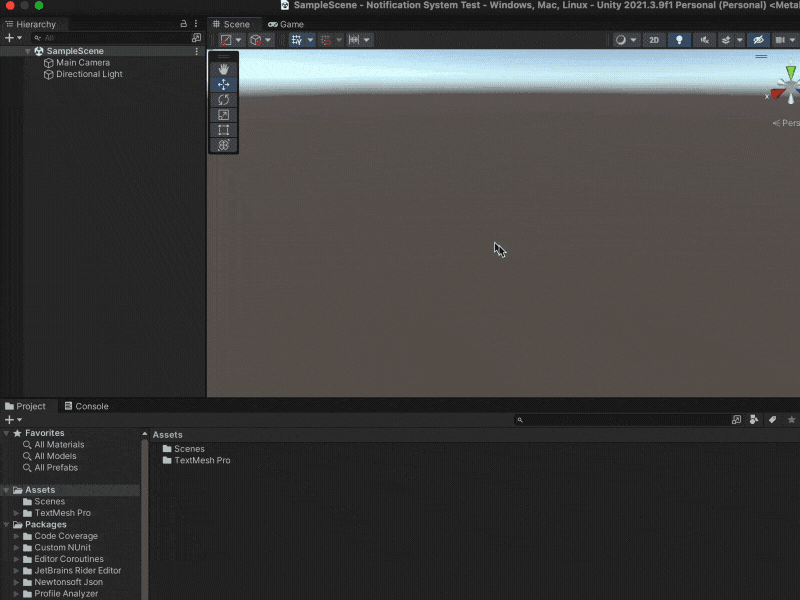 SampleScene - Notification System Test - Windows, Mac, Linux - Unity 2021.3.9f1 Personal (Personal) <Metal
Hierarchy
Scene
Game
All
2D
SampleScene
Main Camera
Directional Light
x
< Pers
Project
Console
Favorites
All Materials
All Models
All Prefabs
Assets
Scenes
TextMesh Pro
Packages
Code Coverage
Custom NUnit
Editor Coroutines
JetBrains Rider Editor
Newtonsoft Json
Profile Analyzer
Assets
Scenes
TextMesh Pro